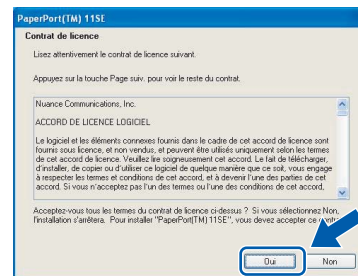 PaperPort(TM) 11SE
Contrat de licence
Lisez attentivement le contrat de licence suivant.
Appuyez sur la touche Page suiv. pour voir le reste du contrat.
Nuance Communications, Inc.
ACCORD DE LICENCE LOGICIEL
Le logiciel et les éléments connexes fournis dans le cadre de cet accord de licence sont
fournis sous licence, et non vendus, et peuvent être utilisés uniquement selon les termes
de cet accord de licence. Veuillez lire soigneusement cet accord. Le fait de télécharger,
d'installer, de copier ou d'utiliser ce logiciel de quelque manière que ce soit, vous engage
à respecter les termes et conditions de cet accord, et à devenir l'une des parties de cet
accord. Si vous n'acceptez pas l'un des termes ou l'une des conditions de cet accord,
Acceptez-vous tous les termes du contrat de licence ci-dessus ? Si vous sélectionnez Non,
l'installation s'arrêtera. Pour installer "PaperPort(TM) 11SE", vous devez accepter ce
Oui
Non